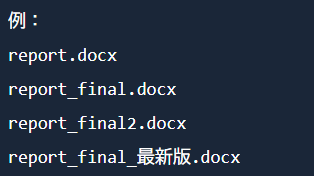 例：
report.docx
report_final.docx
report_final2.docx
report_final_最新版.docx